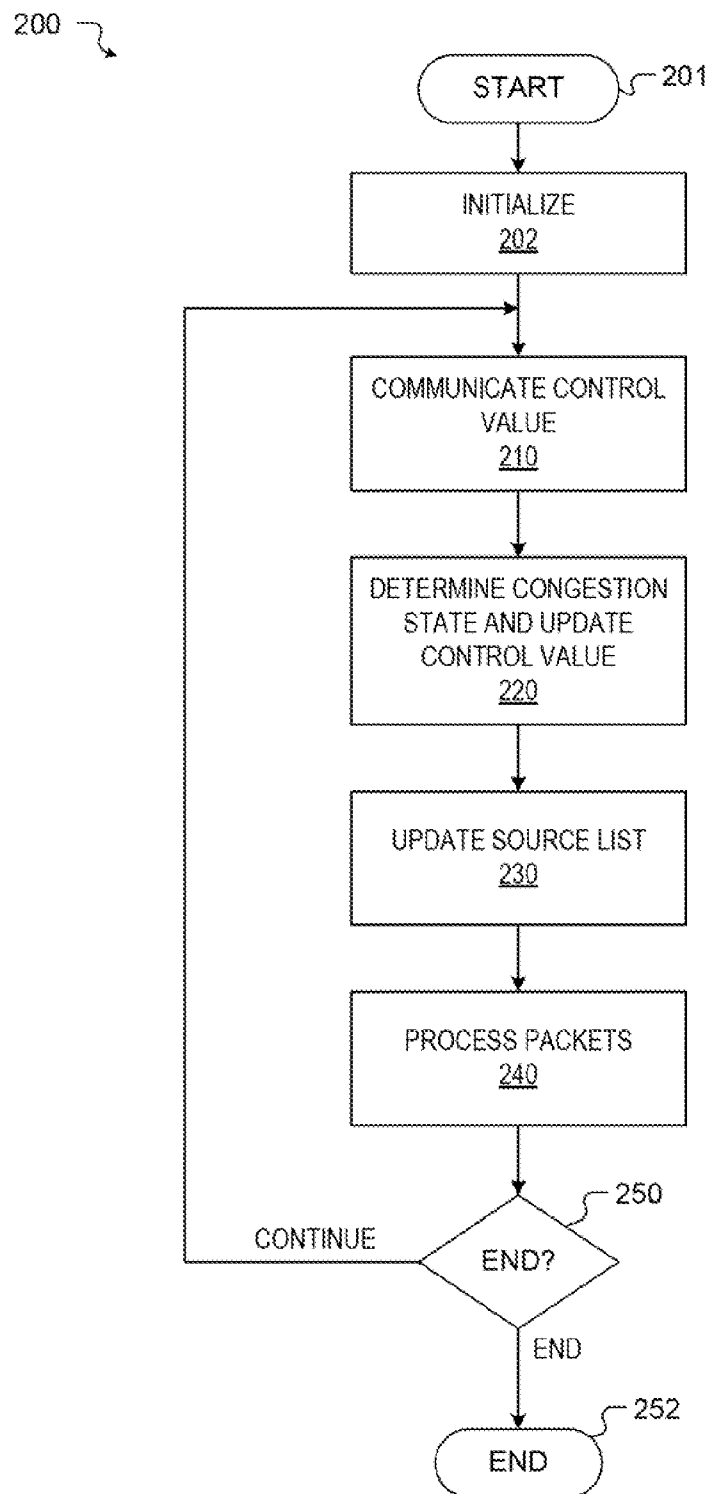 200
START
201
INITIALIZE
202
COMMUNICATE CONTROL
VALUE
210
DETERMINE CONGESTION
STATE AND UPDATE
CONTROL VALUE
220
UPDATE SOURCE LIST
230
PROCESS PACKETS
240
250
CONTINUE
END?
END
252
END